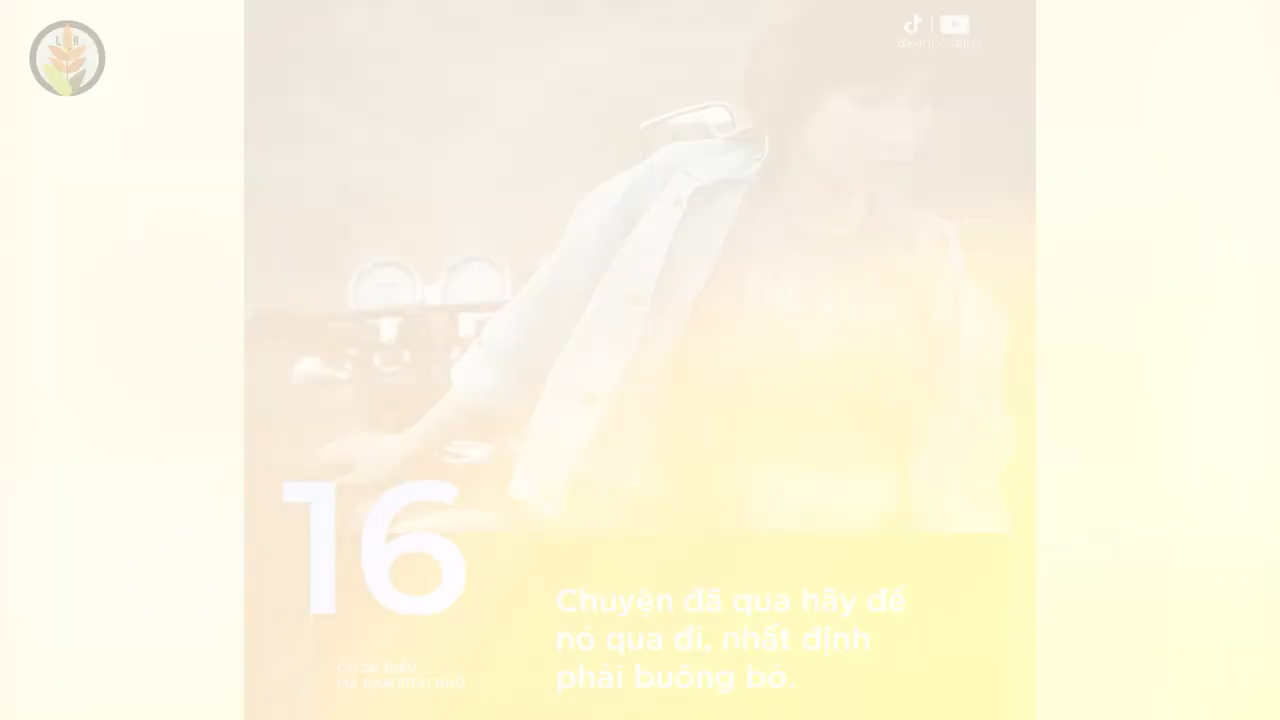 L A
16
Chuyện đã qua hãy để
nó qua đi, nhất định
phải buông bỏ.